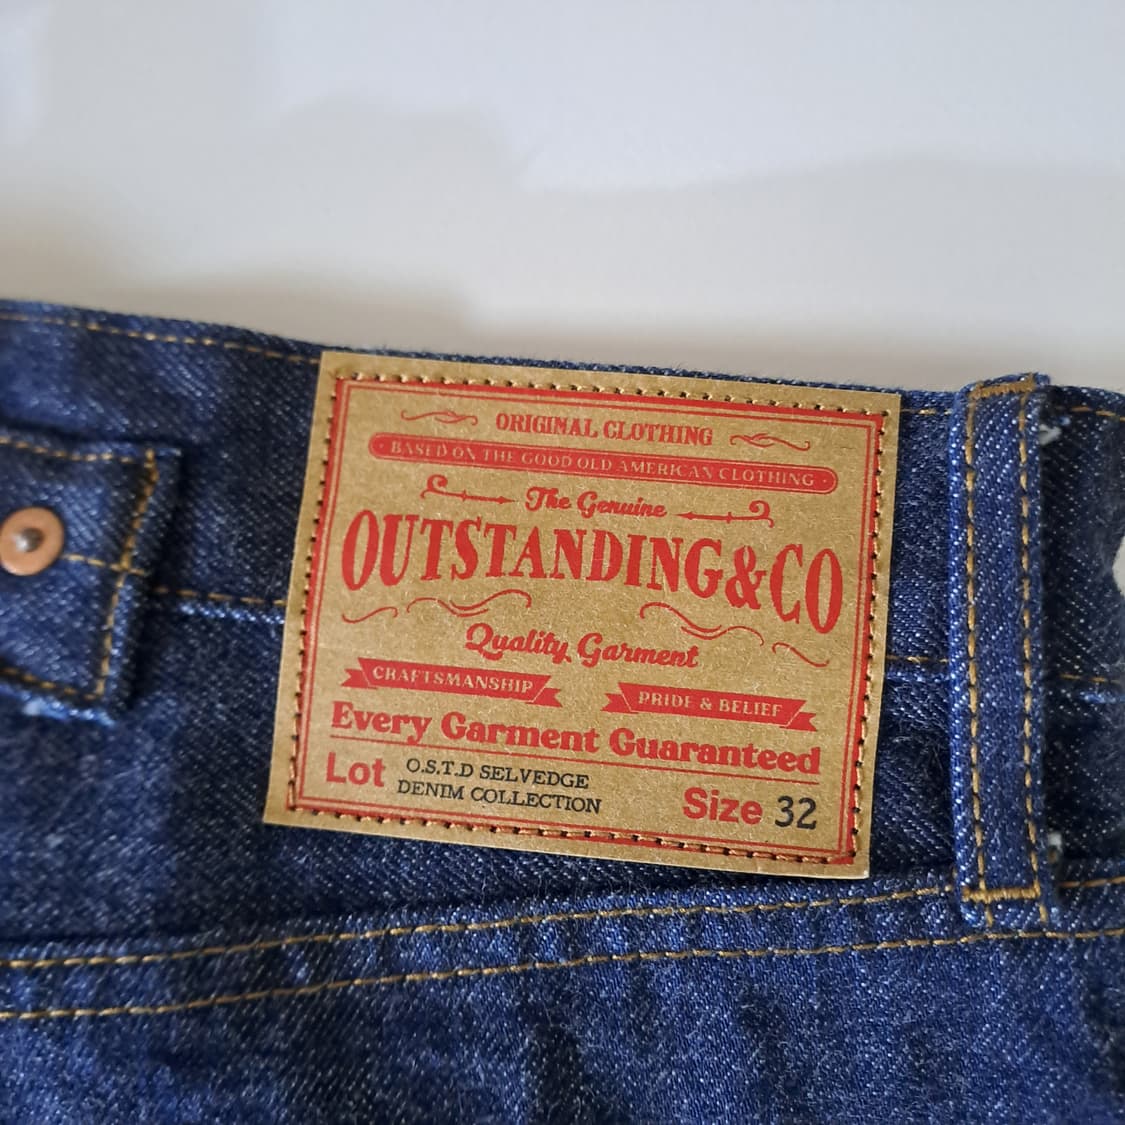 ORIGINAL CLOTHING
· BASED ON THE GOOD OLD AMERICAN CLOTHING ·
The Genuine
OUTSTANDING&CO
Quality Garment
CRAFTSMANSHIP PRIDE & BELIEF
Every Garment Guaranteed
Lot O.S.T.D SELVEDGE
DENIM COLLECTION
Size 32